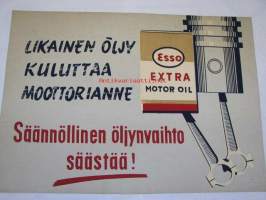 LIKAINEN ÖLJY
KULUTTAA
MOOTTORIANNE
Esso
EXTRA
MOTOR OIL
Säännöllinen öljynvaihto
säästää!